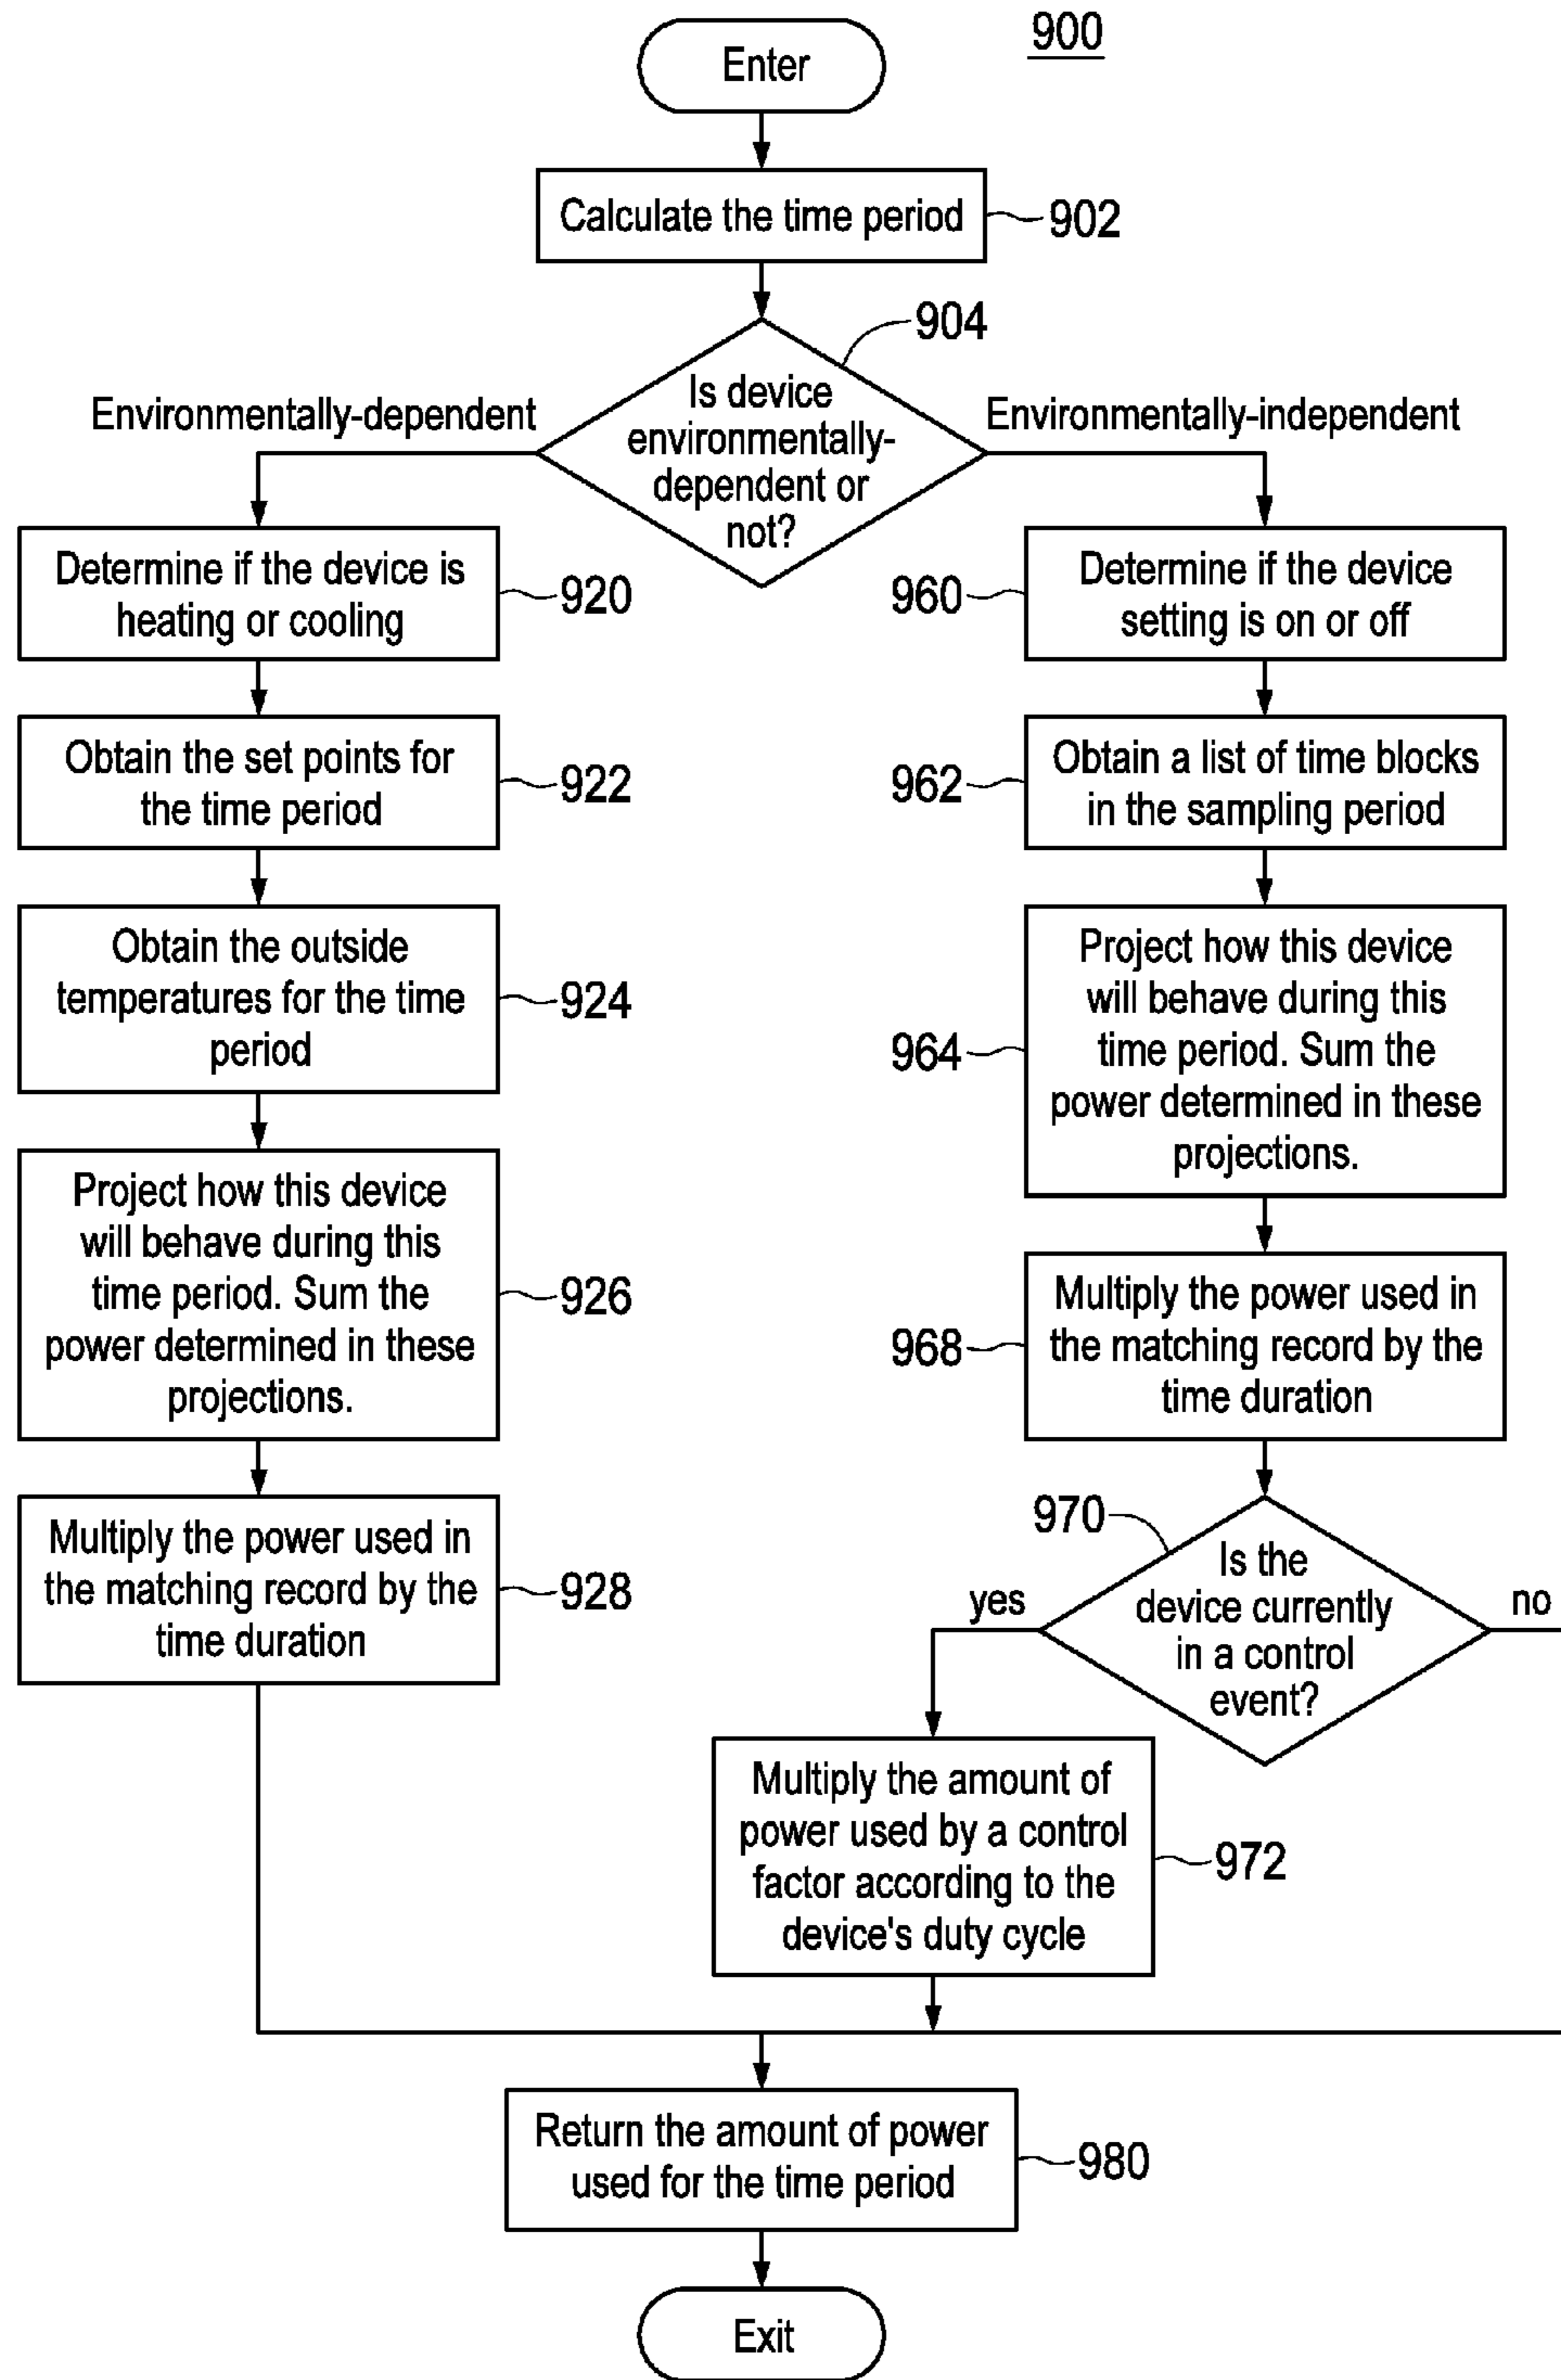 900
Enter
Calculate the time period
902
904
Is device
environmentally-
dependent or
not?
Environmentally-dependent
Environmentally-independent
Determine if the device is
heating or cooling
920
Obtain the set points for
the time period
922
Obtain the outside
temperatures for the time
period
924
Project how this device
will behave during this
time period. Sum the
power determined in these
projections.
926
Multiply the power used in
the matching record by the
time duration
928
960
Determine if the device
setting is on or off
962
Obtain a list of time blocks
in the sampling period
964
Project how this device
will behave during this
time period. Sum the
power determined in these
projections.
968
Multiply the power used in
the matching record by the
time duration
970
Is the
device currently
in a control
event?
yes
no
Multiply the amount of
power used by a control
factor according to the
device's duty cycle
972
Return the amount of power
used for the time period
980
Exit